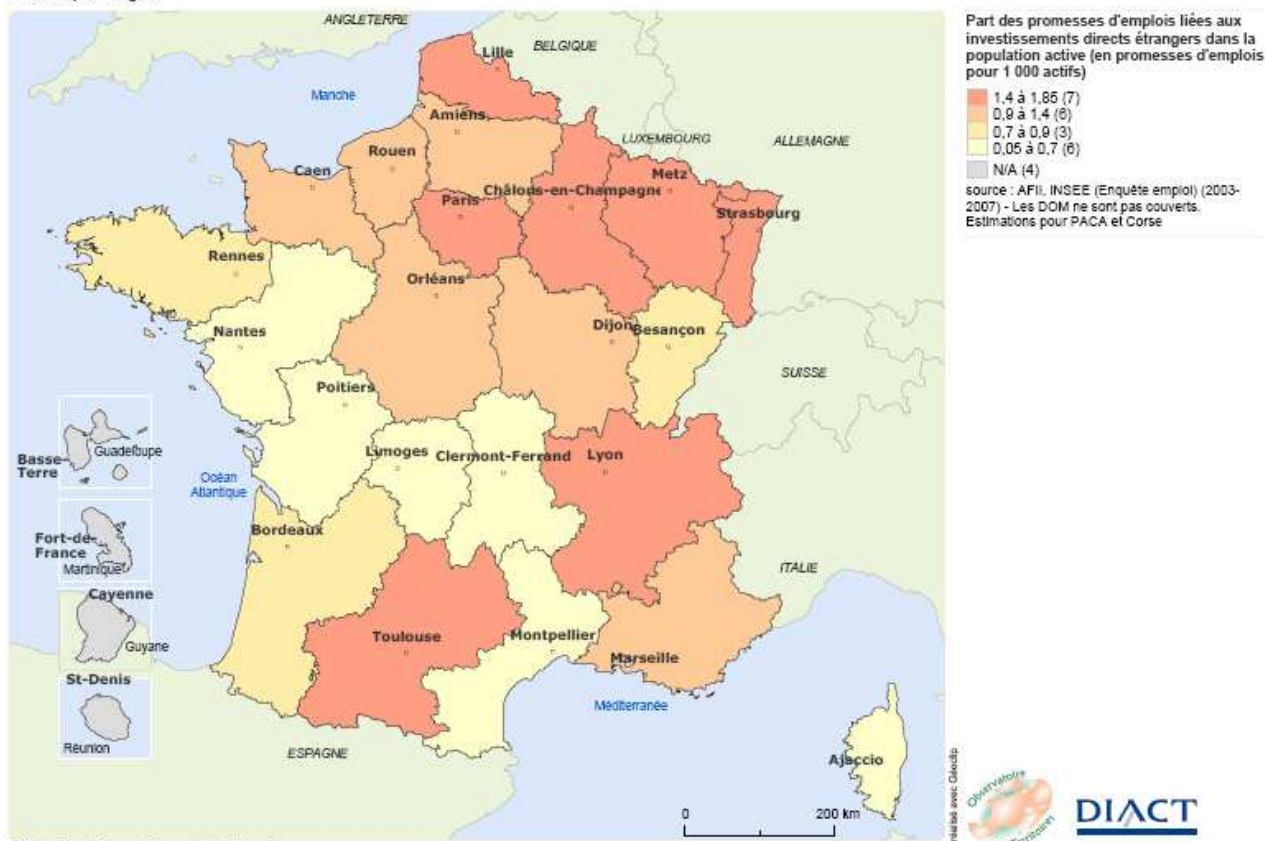 ANGLETERRE
BELGIQUE
Lille
Manche
Amiens
LUXEMBOURG
ALLEMAGNE
Rouen
Caen
Metz
Châlons-en-Champagne
Paris
Strasbourg
Rennes
Orléans
Nantes
Dijon
Besançon
SUISSE
Poitiers
Limoges
Clermont-Ferrand
Lyon
Océan
Atlantique
Bordeaux
ITALIE
Toulouse
Montpellier
Marseille
Méditerranée
ESPAGNE
Ajaccio
Basse-
Terre
Guadeloupe
Fort-de-
France
Martinique
Cayenne
Guyane
St-Denis
Réunion
0 200 km
Part des promesses d'emplois liées aux
investissements directs étrangers dans la
population active (en promesses d'emplois
pour 1 000 actifs)
1,4 à 1,85 (7)
0,9 à 1,4 (6)
0,7 à 0,9 (3)
0,05 à 0,7 (6)
N/A (4)
source : AFII, INSEE (Enquête emploi) (2003-
2007) - Les DOM ne sont pas couverts.
Estimations pour PACA et Corse
réalisé avec Géoclip
Observatoire
Territoires
DIACT